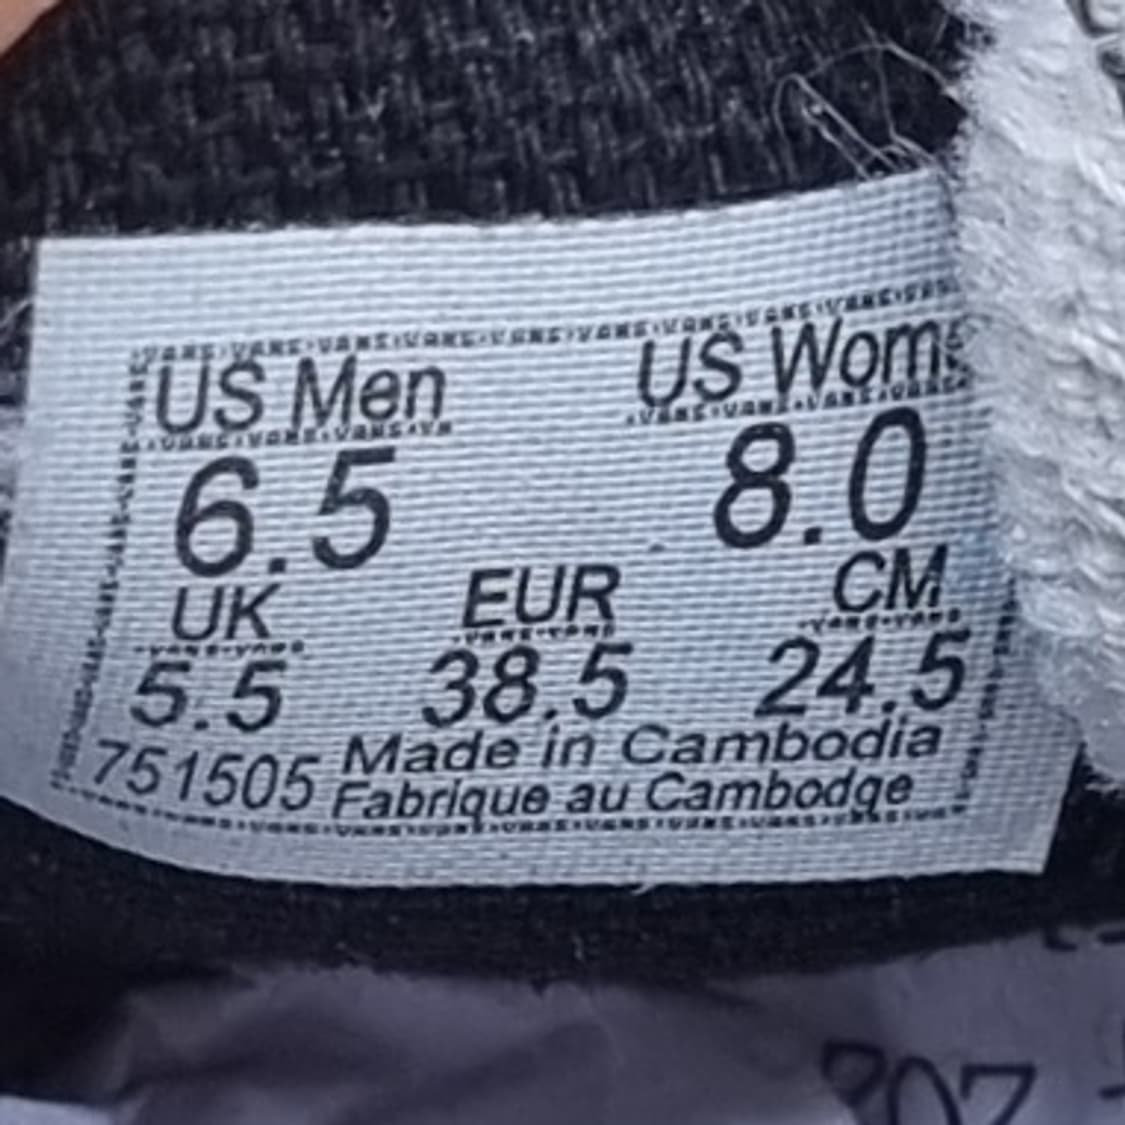 US Men US Wom
6.5 8.0
UK EUR CM
5.5 38.5 24.5
751505 Made in Cambodia
Fabrique au Cambodge